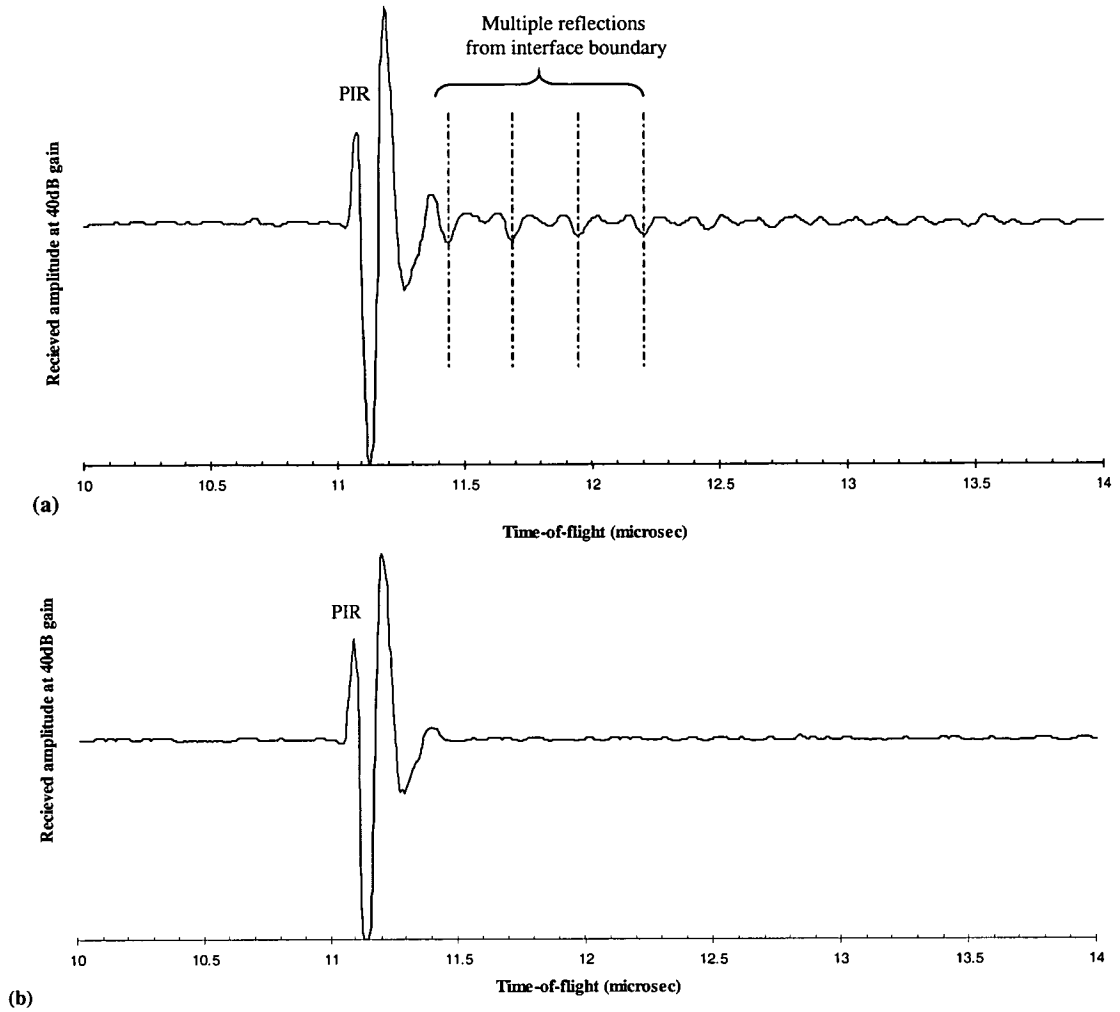 Multiple reflections
from interface boundary
PIR
Recieved amplitude at 40dB gain
10 10.5 11 11.5 12 12.5 13 13.5 14
(a)
Time-of-flight (microsec)
PIR
Recieved amplitude at 40dB gain
10 10.5 11 11.5 12 12.5 13 13.5 14
Time-of-flight (microsec)
(b)